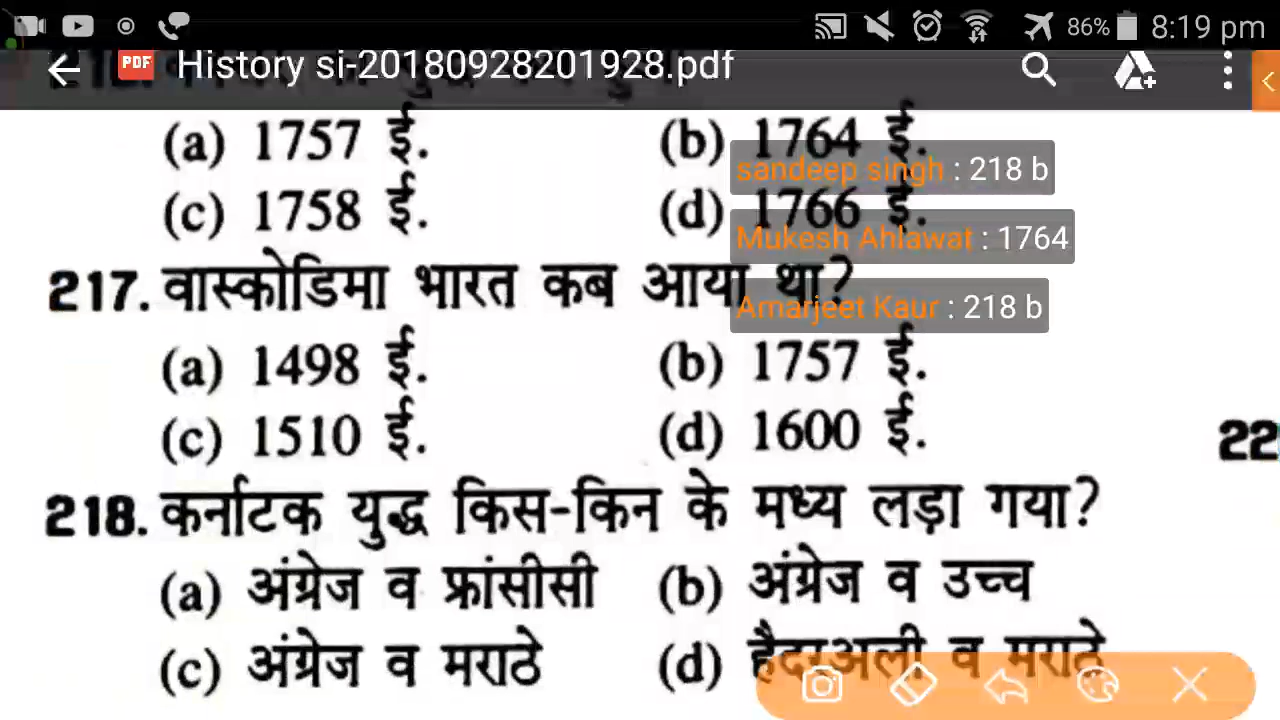 86% 8:19 pm
PDF History si-20180928201928.pdf
(a) 1757 ई. (b) 1764 ई.
sandeep singh : 218 b
(c) 1758 ई. (d) 1766 ई.
Mukesh Ahlawat : 1764
217. वास्कोडिमा भारत कब आया था?
Amarjeet Kaur : 218 b
(a) 1498 ई. (b) 1757 ई.
(c) 1510 ई. (d) 1600 ई.
22
218. कर्नाटक युद्ध किस-किन के मध्य लड़ा गया?
(a) अंग्रेज व फ्रांसीसी (b) अंग्रेज व उच्च
(c) अंग्रेज व मराठे (d) हैदरअली व मराठे